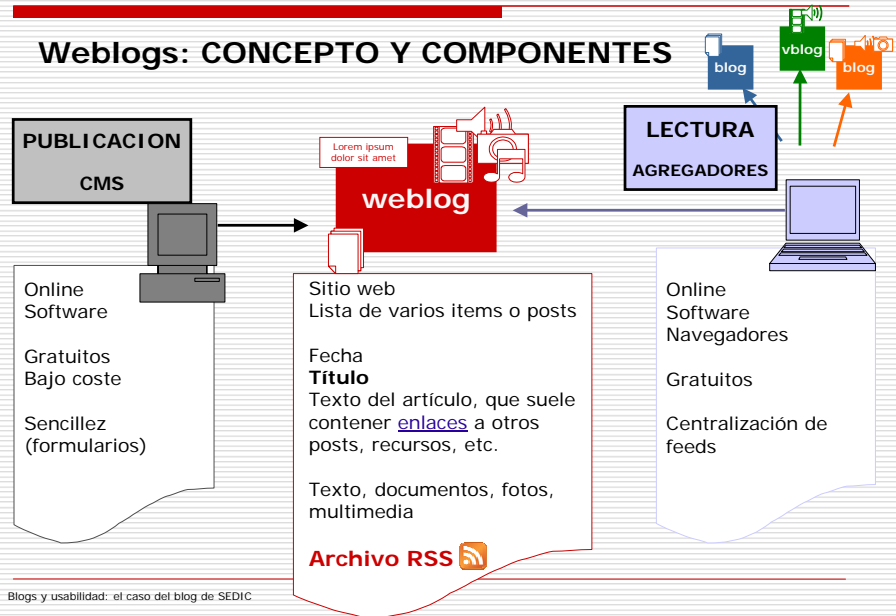 Weblogs: CONCEPTO Y COMPONENTES
blog
vblog
blog
PUBLICACION
CMS
Lorem ipsum
dolor sit amet
weblog
LECTURA
AGREGADORES
Online
Software
Gratuitos
Bajo coste
Sencillez
(formularios)
Sitio web
Lista de varios items o posts
Fecha
Título
Texto del artículo, que suele
contener enlaces a otros
posts, recursos, etc.
Texto, documentos, fotos,
multimedia
Archivo RSS
Online
Software
Navegadores
Gratuitos
Centralización de
feeds
Blogs y usabilidad: el caso del blog de SEDIC